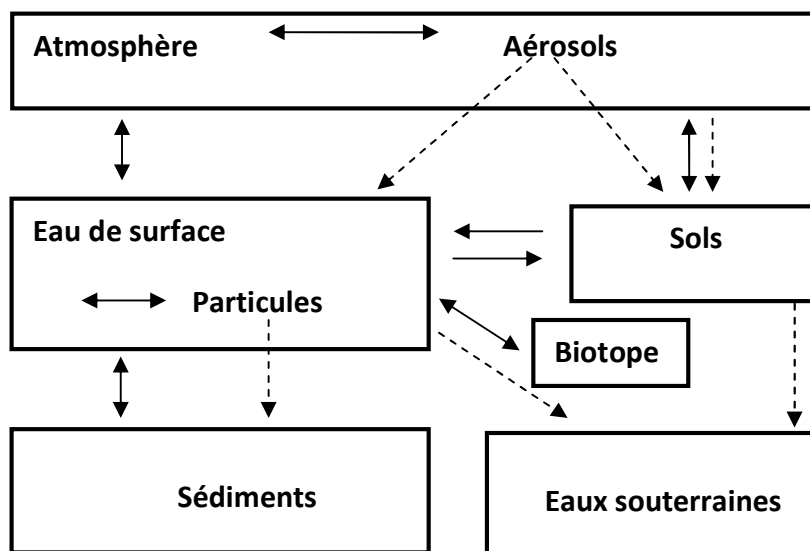 Atmosphère Aérosols
Eau de surface
Sols
Particules
Biotope
Sédiments
Eaux souterraines